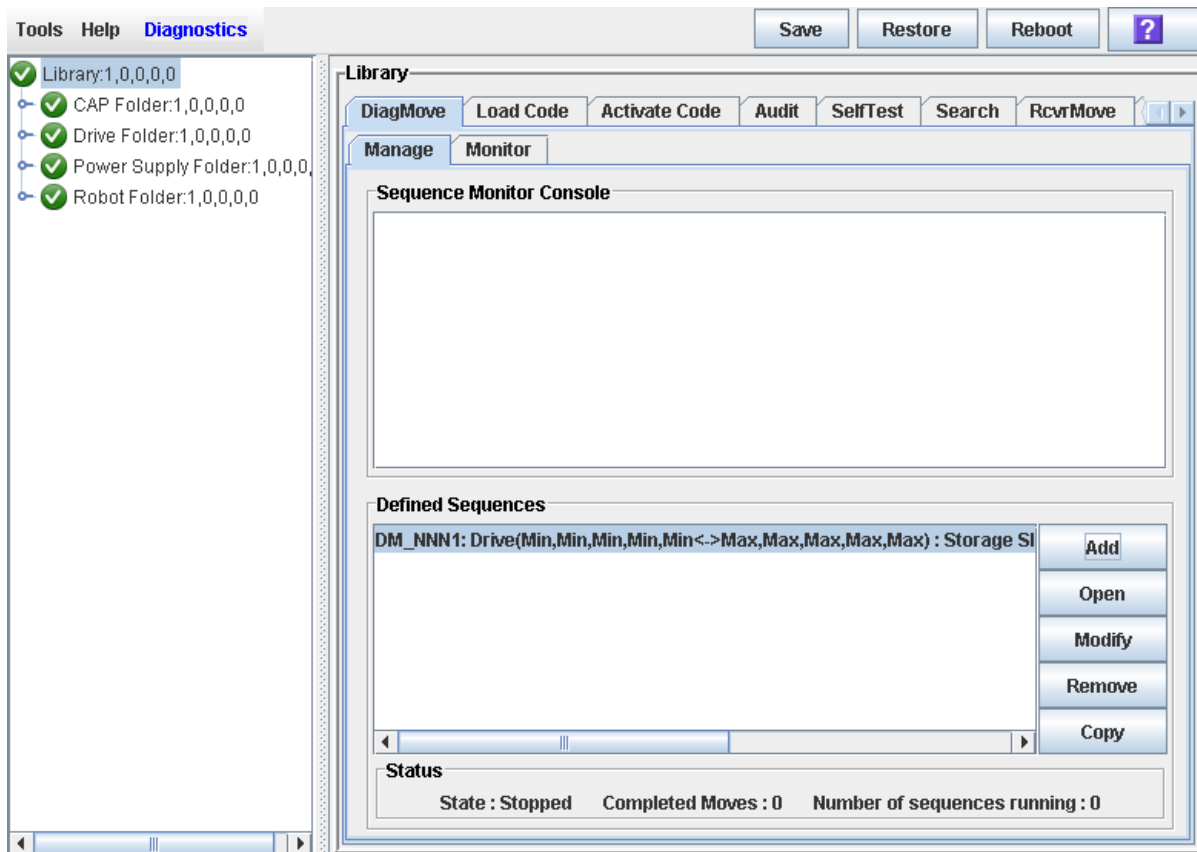 Tools Help Diagnostics Save Restore Reboot ?
Library:1,0,0,0,0
CAP Folder:1,0,0,0,0
Drive Folder:1,0,0,0,0
Power Supply Folder:1,0,0,0,
Robot Folder:1,0,0,0,0
Library
DiagMove Load Code Activate Code Audit SelfTest Search RcvrMove
Manage Monitor
Sequence Monitor Console
Defined Sequences
DM_NNN1: Drive(Min,Min,Min,Min,Min<->Max,Max,Max,Max,Max) : Storage Sl
Add
Open
Modify
Remove
Copy
Status
State : Stopped Completed Moves : 0 Number of sequences running : 0